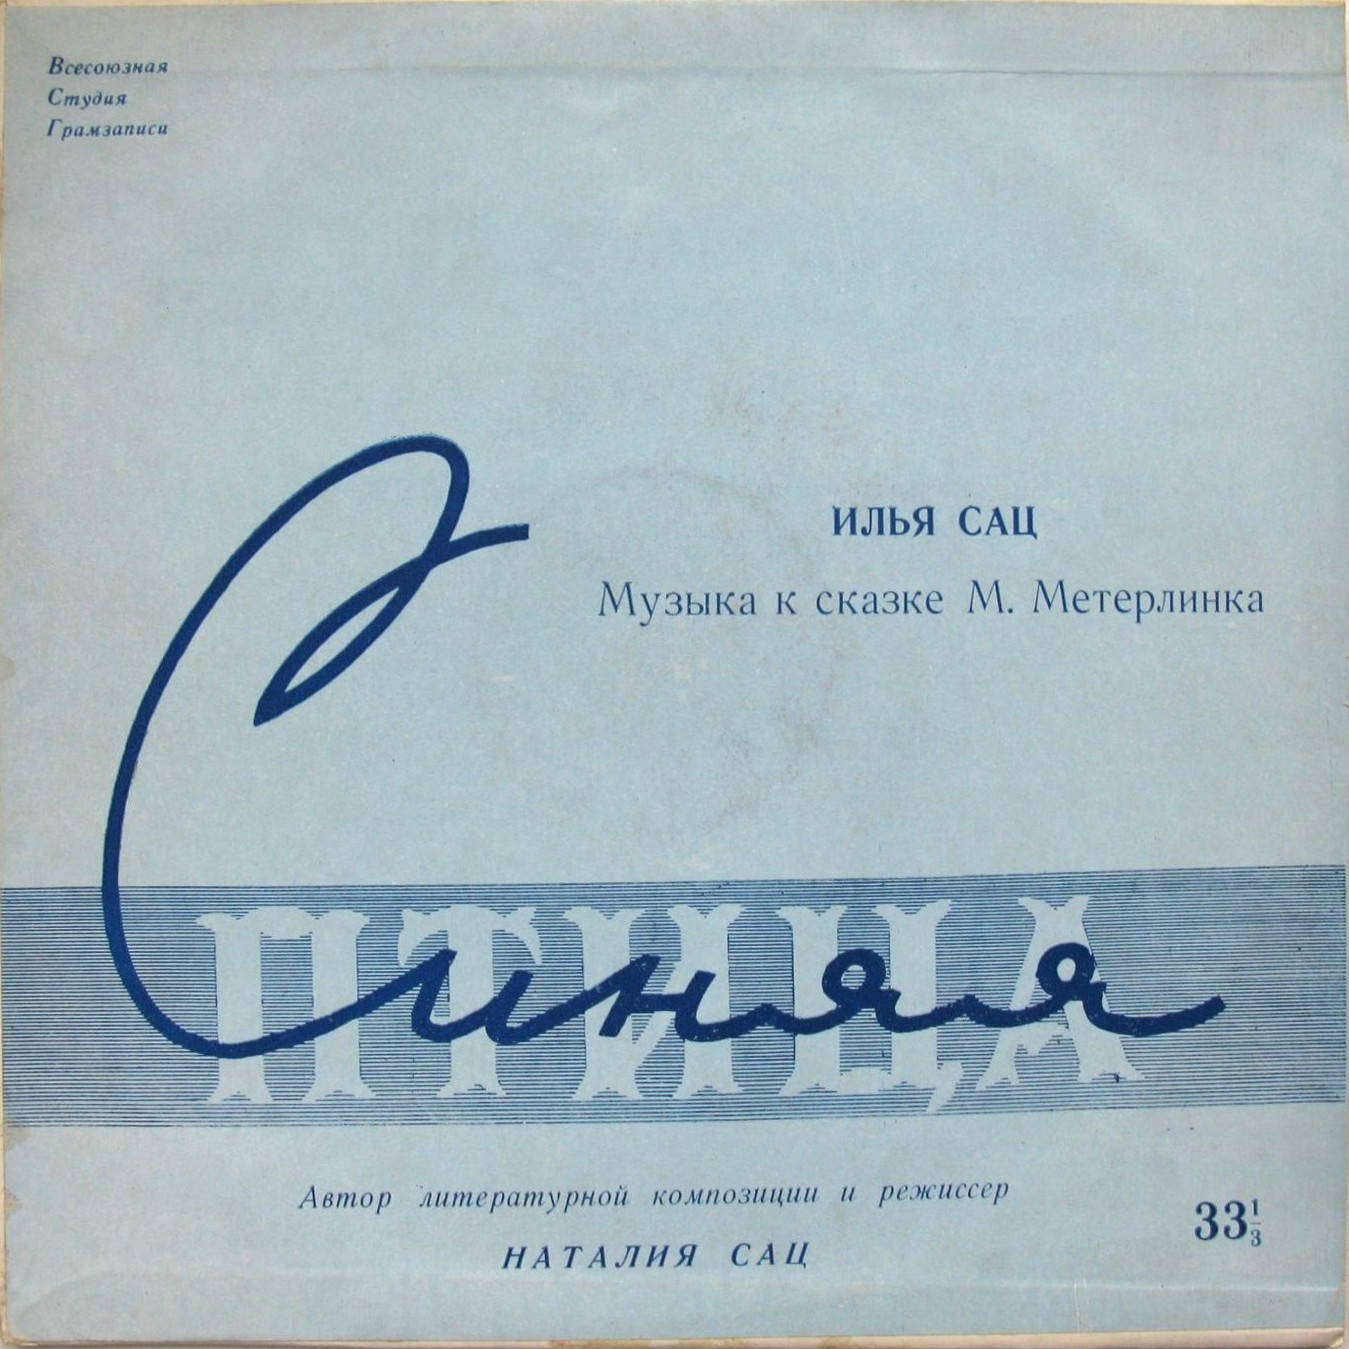 Всесоюзная
Студия
Грамзаписи
ИЛЬЯ САЦ
Музыка к сказке М. Метерлинка
Синяя
ПТИЦА
Автор литературной композиции и режиссер
НАТАЛИЯ САЦ
33 1/3